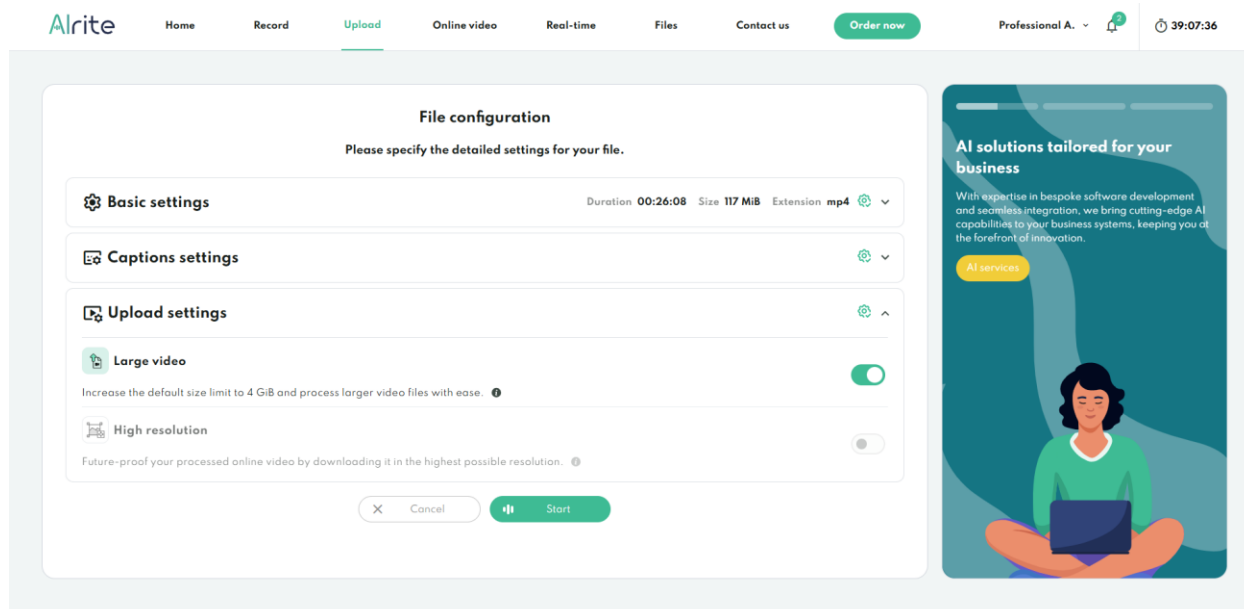 AIrite
Home
Record
Upload
Online video
Real-time
Files
Contact us
Order now
Professional A.
2
39:07:36
File configuration
Please specify the detailed settings for your file.
Basic settings
Duration 00:26:08 Size 117 MiB Extension mp4
Captions settings
Upload settings
Large video
Increase the default size limit to 4 GiB and process larger video files with ease.
High resolution
Future-proof your processed online video by downloading it in the highest possible resolution.
Cancel
Start
AI solutions tailored for your
business
With expertise in bespoke software development
and seamless integration, we bring cutting-edge AI
capabilities to your business systems, keeping you at
the forefront of innovation.
AI services